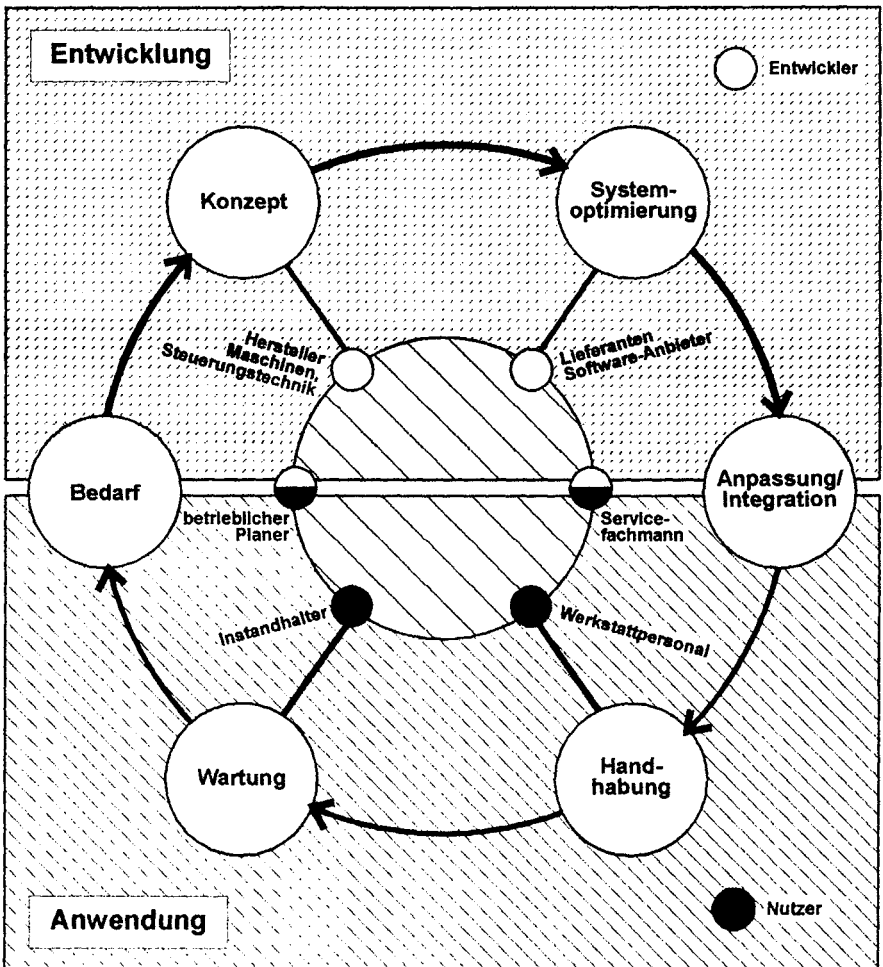 Entwicklung
Entwickler
Konzept
System-
optimierung
Hersteller
Maschinen,
Steuerungstechnik
Lieferanten
Software-Anbieter
Bedarf
Anpassung/
Integration
betrieblicher
Planer
Service-
fachmann
Instandhalter
Werkstattpersonal
Wartung
Hand-
habung
Anwendung
Nutzer